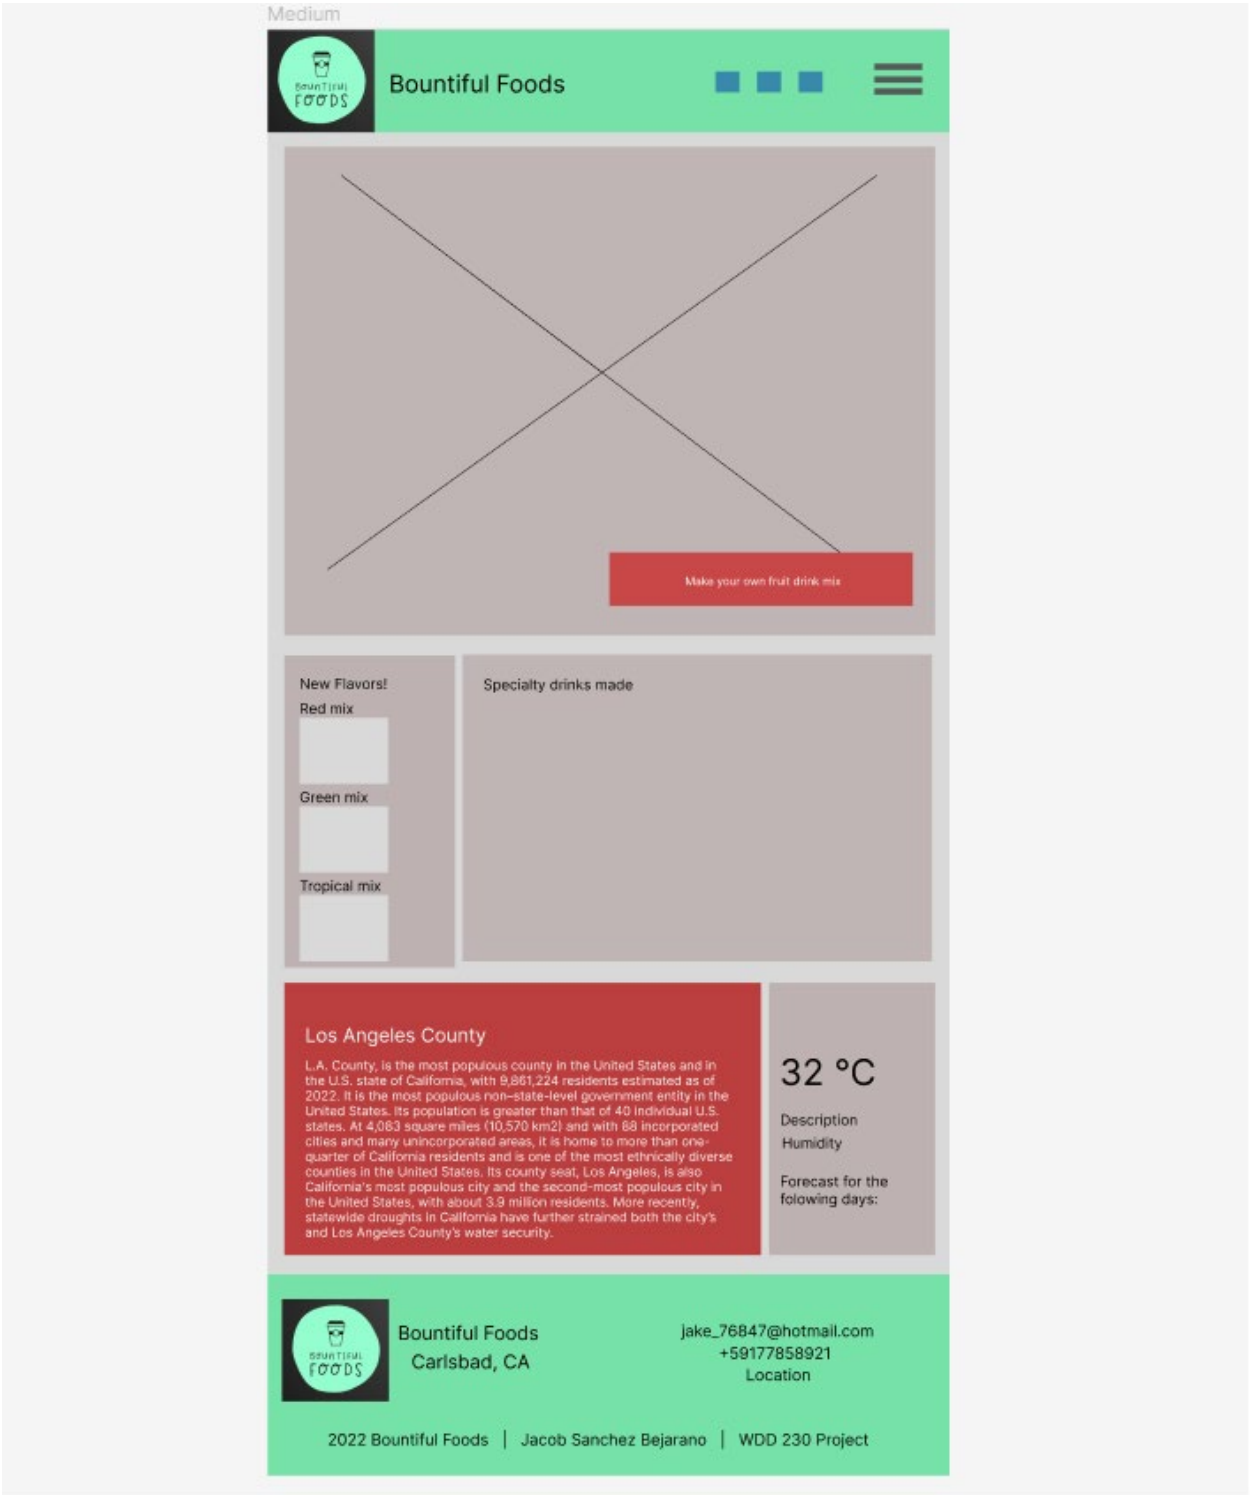 Medium
BOUNTIFUL
FOODS
Bountiful Foods
Make your own fruit drink mix
New Flavors!
Red mix
Green mix
Tropical mix
Specialty drinks made
Los Angeles County
L.A. County, is the most populous county in the United States and in
the U.S. state of California, with 9,861,224 residents estimated as of
2022. It is the most populous non–state-level government entity in the
United States. Its population is greater than that of 40 individual U.S.
states. At 4,083 square miles (10,570 km2) and with 88 incorporated
cities and many unincorporated areas, it is home to more than one-
quarter of California residents and is one of the most ethnically diverse
counties in the United States. Its county seat, Los Angeles, is also
California's most populous city and the second-most populous city in
the United States, with about 3.9 million residents. More recently,
statewide droughts in California have further strained both the city's
and Los Angeles County's water security.
32 °C
Description
Humidity
Forecast for the
folowing days:
BOUNTIFUL
FOODS
Bountiful Foods
Carlsbad, CA
jake_76847@hotmail.com
+59177858921
Location
2022 Bountiful Foods | Jacob Sanchez Bejarano | WDD 230 Project